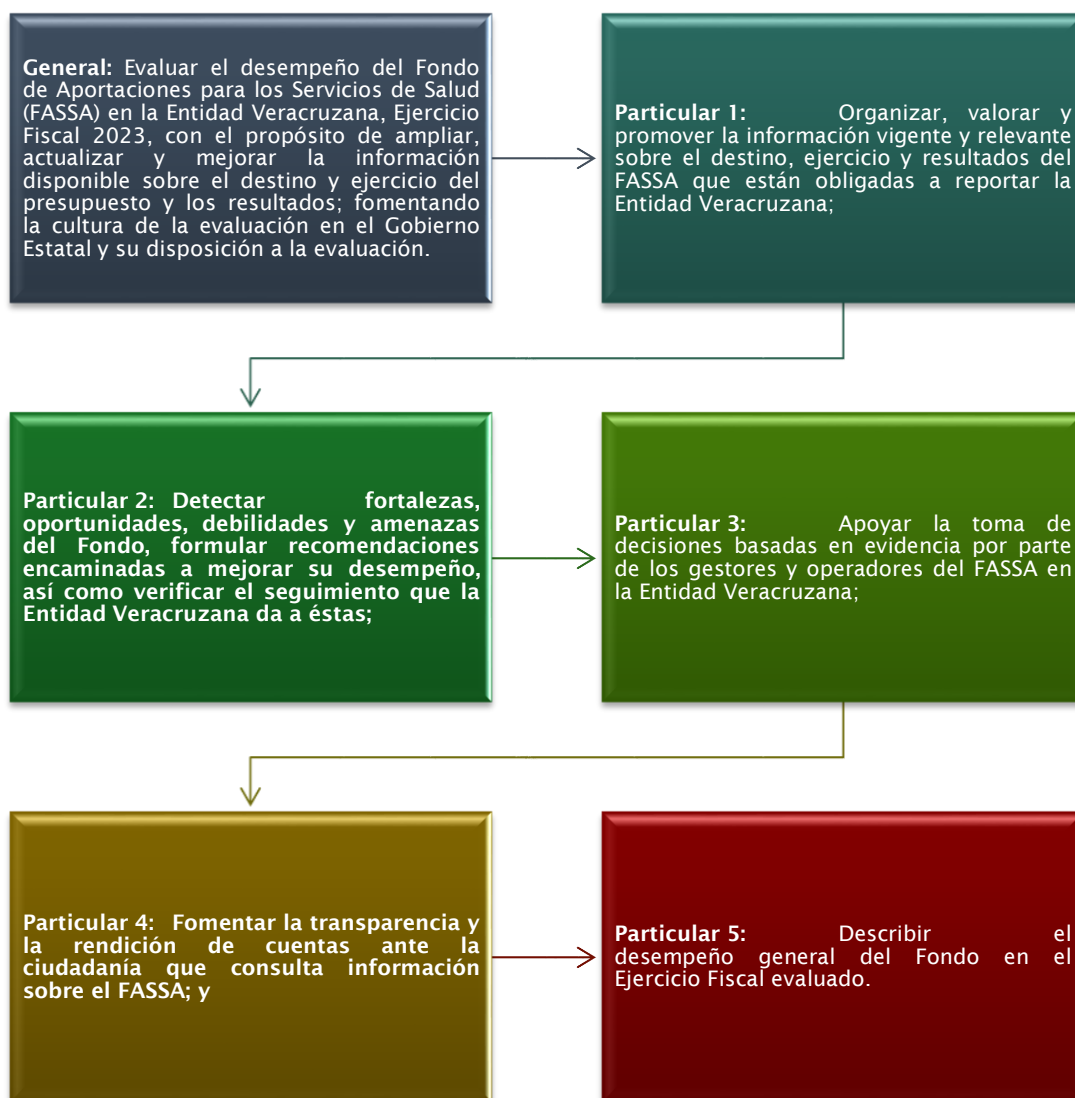 General: Evaluar el desempeño del Fondo
de Aportaciones para los Servicios de Salud
(FASSA) en la Entidad Veracruzana, Ejercicio
Fiscal 2023, con el propósito de ampliar,
actualizar y mejorar la información
disponible sobre el destino y ejercicio del
presupuesto y los resultados; fomentando
la cultura de la evaluación en el Gobierno
Estatal y su disposición a la evaluación.
Particular 1: Organizar, valorar y
promover la información vigente y relevante
sobre el destino, ejercicio y resultados del
FASSA que están obligadas a reportar la
Entidad Veracruzana;
Particular 2: Detectar fortalezas,
oportunidades, debilidades y amenazas
del Fondo, formular recomendaciones
encaminadas a mejorar su desempeño,
así como verificar el seguimiento que la
Entidad Veracruzana da a éstas;
Particular 3: Apoyar la toma de
decisiones basadas en evidencia por parte
de los gestores y operadores del FASSA en
la Entidad Veracruzana;
Particular 4: Fomentar la transparencia y
la rendición de cuentas ante la
ciudadanía que consulta información
sobre el FASSA; y
Particular 5: Describir el
desempeño general del Fondo en el
Ejercicio Fiscal evaluado.